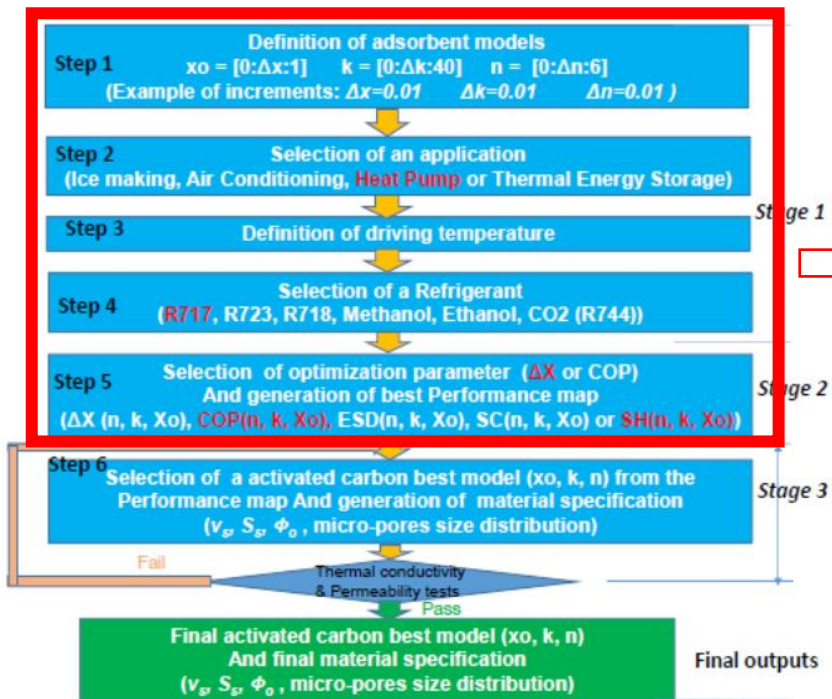 Step 1
Definition of adsorbent models
xo = [0:Δx:1] k = [0:Δk:40] n = [0:Δn:6]
(Example of increments: Δx=0.01 Δk=0.01 Δn=0.01 )
Step 2
Selection of an application
(Ice making, Air Conditioning, Heat Pump or Thermal Energy Storage)
Stage 1
Step 3
Definition of driving temperature
Step 4
Selection of a Refrigerant
(R717, R723, R718, Methanol, Ethanol, CO2 (R744))
Step 5
Selection of optimization parameter (ΔX or COP)
And generation of best Performance map
(ΔX (n, k, Xo), COP(n, k, Xo), ESD(n, k, Xo), SC(n, k, Xo) or SH(n, k, Xo))
Stage 2
Step 6
Selection of a activated carbon best model (xo, k, n) from the
Performance map And generation of material specification
(vs, Ss, Φo , micro-pores size distribution)
Stage 3
Fail
Thermal conductivity
& Permeability tests
Pass
Final activated carbon best model (xo, k, n)
And final material specification
(vs, Ss, Φo , micro-pores size distribution)
Final outputs